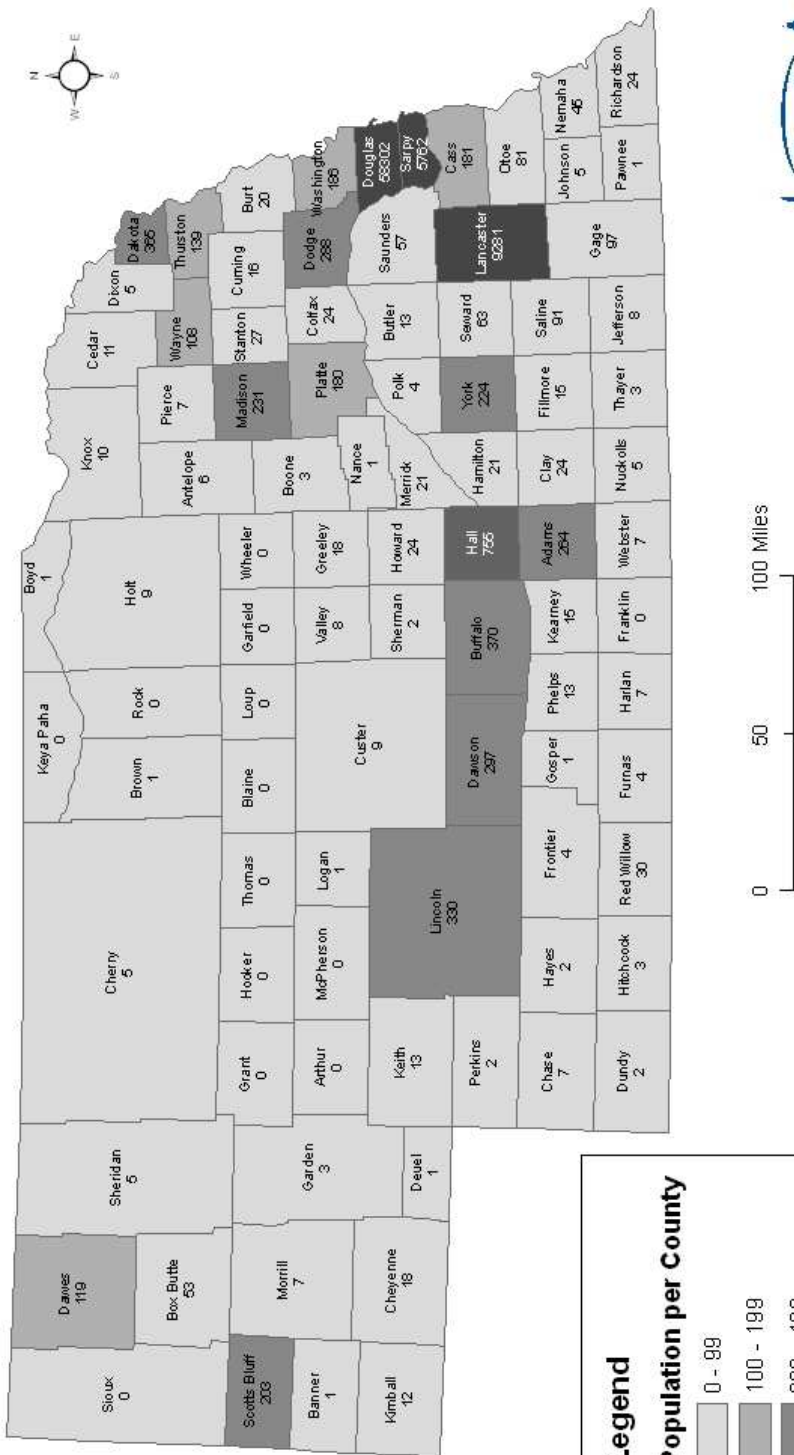 N
W
E
S
Sioux
0
Dawes
119
Box Butte
53
Scotts Bluff
203
Banner
1
Kimball
12
Morrill
7
Cheyenne
18
Sheridan
5
Garden
3
Deuel
1
Cherry
5
Grant
0
Hooker
0
Thomas
0
Arthur
0
McPherson
0
Logan
1
Keith
13
Perkins
2
Lincoln
330
Chase
7
Hayes
2
Frontier
4
Dundy
2
Hitchcock
3
Red Willow
30
Keya Paha
0
Brown
1
Rock
0
Blaine
0
Loup
0
Custer
9
Dawson
297
Gosper
1
Furnas
4
Boyd
1
Holt
9
Garfield
0
Wheeler
0
Valley
8
Greeley
18
Sherman
2
Howard
24
Buffalo
370
Hall
755
Phelps
13
Kearney
15
Adams
264
Harlan
7
Franklin
0
Webster
7
Knox
10
Antelope
6
Boone
3
Nance
1
Merrick
21
Hamilton
21
Clay
24
Nuckolls
5
Cedar
11
Pierce
7
Madison
231
Platte
180
Polk
4
York
224
Fillmore
15
Thayer
3
Dixon
5
Wayne
108
Stanton
27
Colfax
24
Butler
13
Seward
63
Saline
91
Jefferson
8
Dakota
365
Thurston
139
Cuming
16
Burt
20
Dodge
288
Washington
186
Saunders
57
Douglas
58302
Sarpy
5762
Cass
181
Lancaster
9281
Otoe
81
Gage
97
Johnson
5
Nemaha
45
Pawnee
1
Richardson
24
0
50
100 Miles
Legend
Population per County
0 - 99
100 - 199